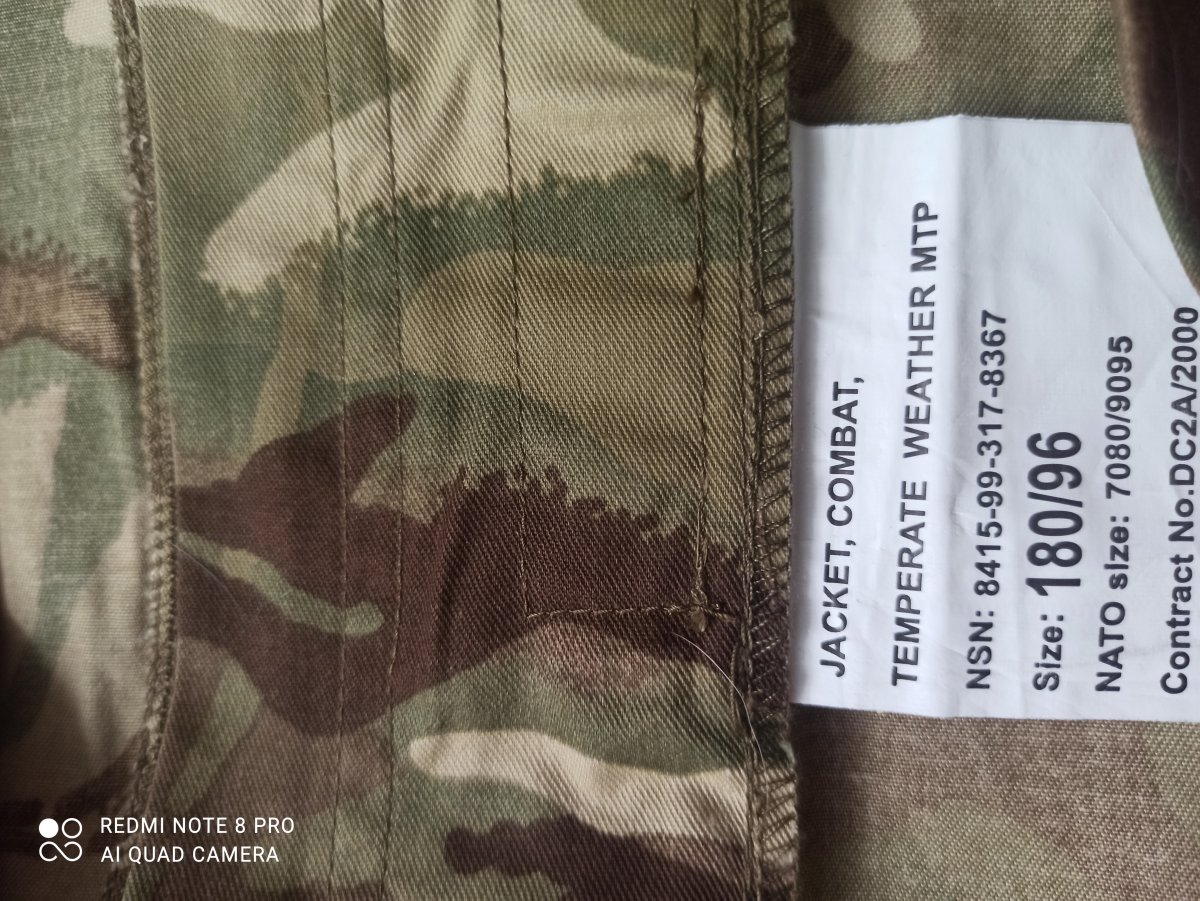 JACKET, COMBAT,
TEMPERATE WEATHER MTP
NSN: 8415-99-317-8367
Size: 180/96
NATO size: 7080/9095
Contract No.DC2A/2000
REDMI NOTE 8 PRO
AI QUAD CAMERA